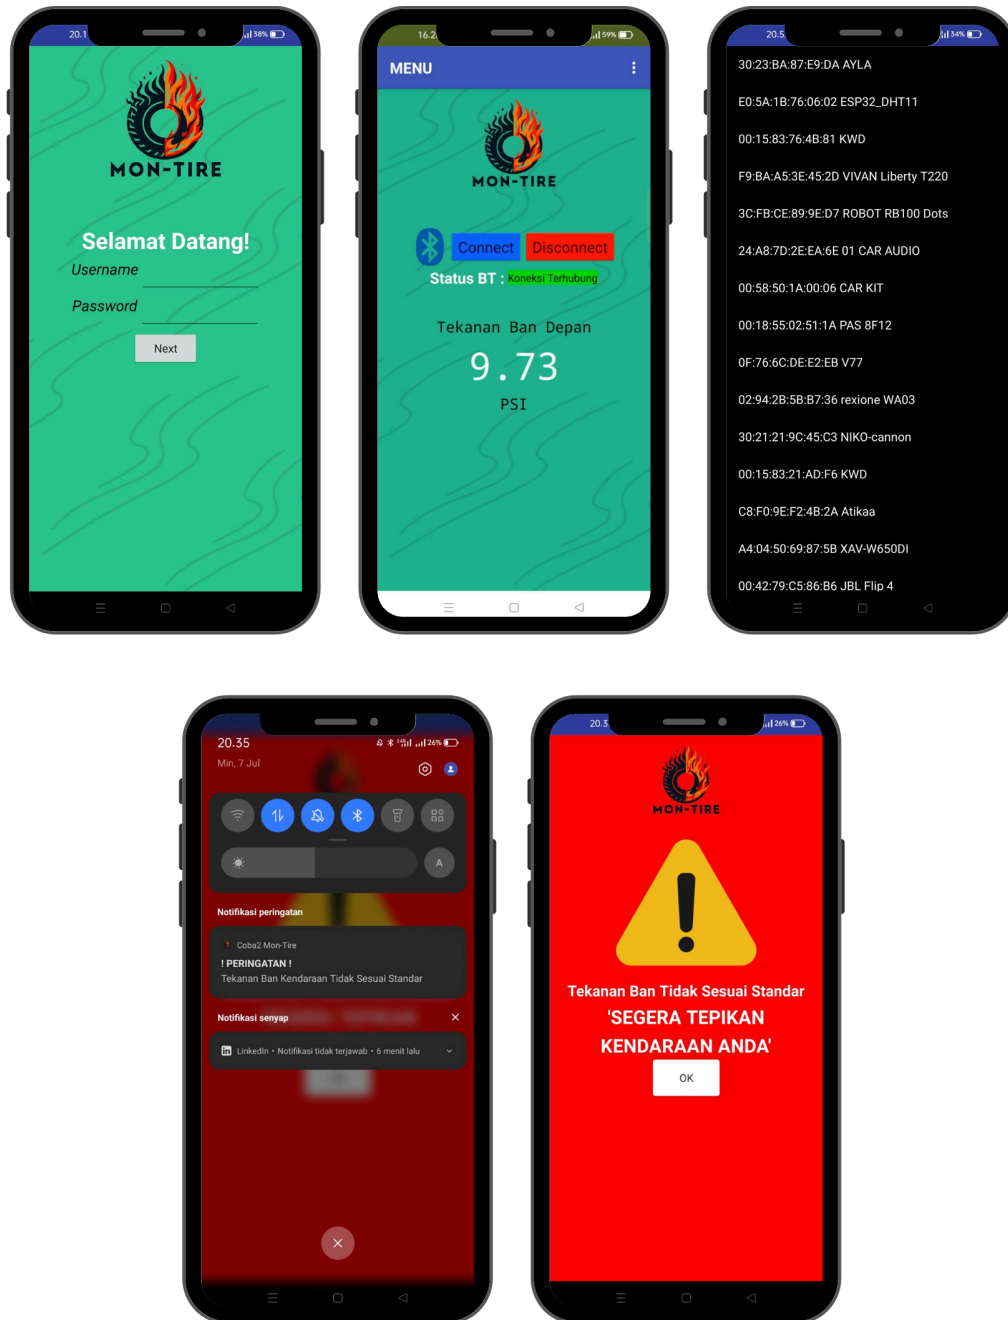 20.1
38%
MON-TIRE
Selamat Datang!
Username
Password
Next
16.2
59%
MENU
MON-TIRE
Connect Disconnect
Status BT : Koneksi Terhubung
Tekanan Ban Depan
9.73
PSI
20.5
34%
30:23:BA:87:E9:DA AYLA
E0:5A:1B:76:06:02 ESP32_DHT11
00:15:83:76:4B:81 KWD
F9:BA:A5:3E:45:2D VIVAN Liberty T220
3C:FB:CE:89:9E:D7 ROBOT RB100 Dots
24:A8:7D:2E:EA:6E 01 CAR AUDIO
00:58:50:1A:00:06 CAR KIT
00:18:55:02:51:1A PAS 8F12
0F:76:6C:DE:E2:EB V77
02:94:2B:5B:B7:36 rexione WA03
30:21:21:9C:45:C3 NIKO-cannon
00:15:83:21:AD:F6 KWD
C8:F0:9E:F2:4B:2A Atikaa
A4:04:50:69:87:5B XAV-W650DI
00:42:79:C5:86:B6 JBL Flip 4
20.35
26%
Min, 7 Jul
A
Notifikasi peringatan
Coba2 Mon-Tire
! PERINGATAN !
Tekanan Ban Kendaraan Tidak Sesuai Standar
Notifikasi senyap
in LinkedIn • Notifikasi tidak terjawab • 6 menit lalu
20.3
26%
MON-TIRE
Tekanan Ban Tidak Sesuai Standar
'SEGERA TEPIKAN
KENDARAAN ANDA'
OK